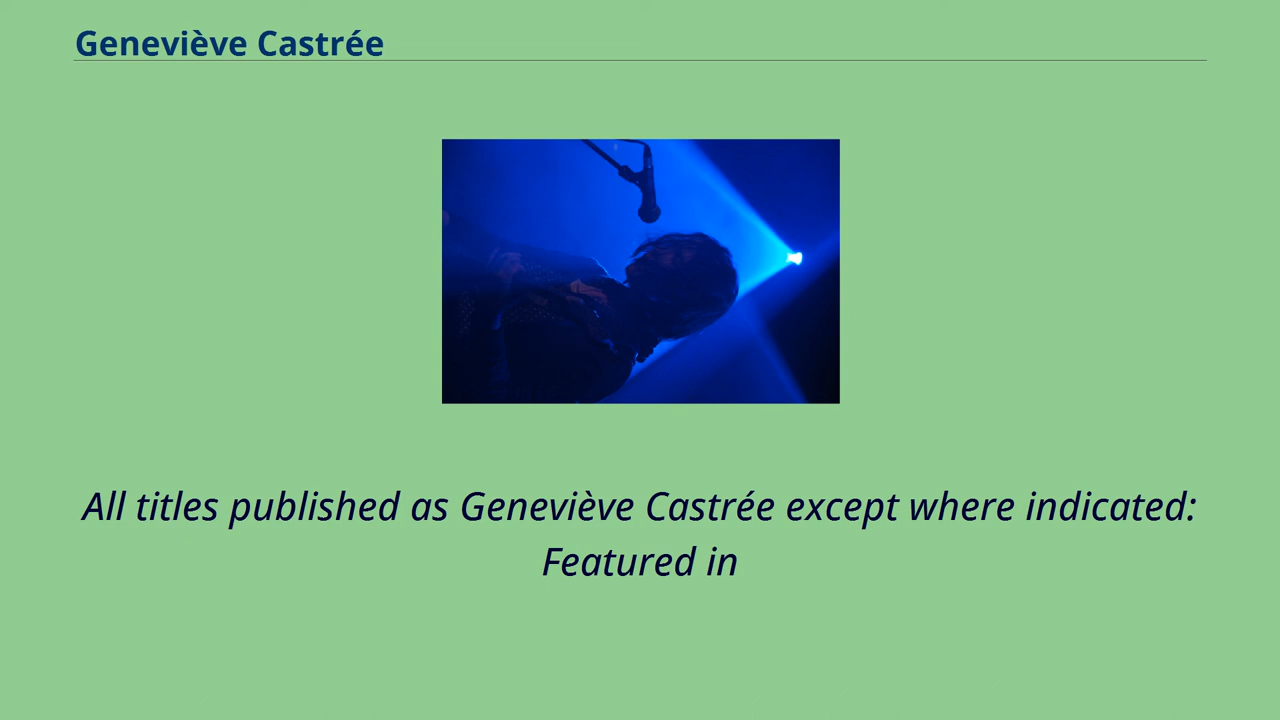 Geneviève Castrée
All titles published as Geneviève Castrée except where indicated:
Featured in